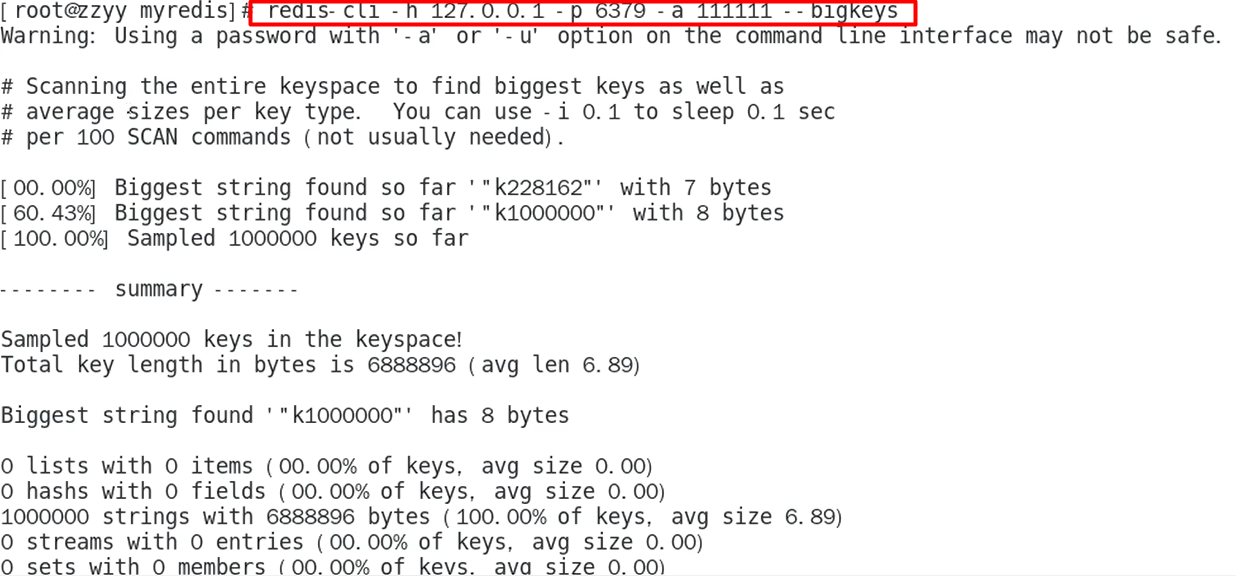 [root@zzyy myredis]# redis-cli -h 127.0.0.1 -p 6379 -a 111111 --bigkeys
Warning: Using a password with '-a' or '-u' option on the command line interface may not be safe.
# Scanning the entire keyspace to find biggest keys as well as
# average sizes per key type.  You can use -i 0.1 to sleep 0.1 sec
# per 100 SCAN commands (not usually needed).
[00.00%] Biggest string found so far '"k228162"' with 7 bytes
[60.43%] Biggest string found so far '"k1000000"' with 8 bytes
[100.00%] Sampled 1000000 keys so far
-------- summary -------
Sampled 1000000 keys in the keyspace!
Total key length in bytes is 6888896 (avg len 6.89)
Biggest string found '"k1000000"' has 8 bytes
0 lists with 0 items (00.00% of keys, avg size 0.00)
0 hashs with 0 fields (00.00% of keys, avg size 0.00)
1000000 strings with 6888896 bytes (100.00% of keys, avg size 6.89)
0 streams with 0 entries (00.00% of keys, avg size 0.00)
0 sets with 0 members (00.00% of keys, avg size 0.00)